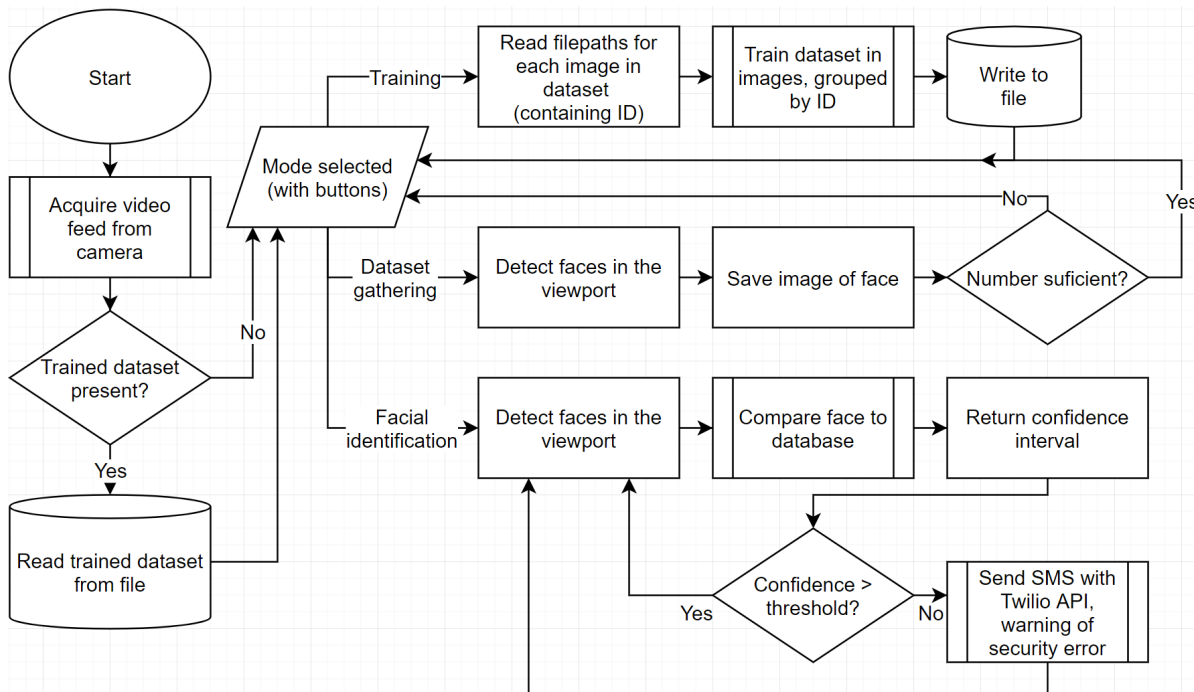 Start
Acquire video
feed from
camera
Trained dataset
present?
No
Yes
Read trained dataset
from file
Mode selected
(with buttons)
Training
Read filepaths for
each image in
dataset
(containing ID)
Train dataset in
images, grouped
by ID
Write to
file
Dataset
gathering
Detect faces in the
viewport
Save image of face
Number suficient?
No
Yes
Facial
identification
Detect faces in the
viewport
Compare face to
database
Return confidence
interval
Confidence >
threshold?
Yes
No
Send SMS with
Twilio API,
warning of
security error